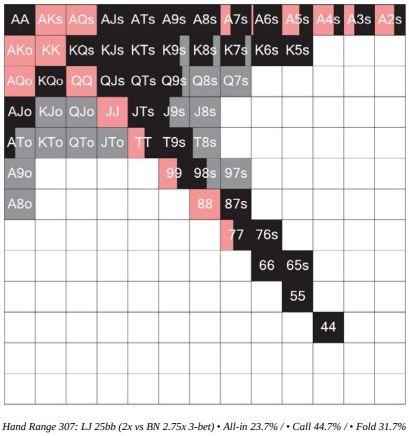 AA AKs AQs AJs ATs A9s A8s A7s A6s A5s A4s A3s A2s
AKo KK KQs KJs KTs K9s K8s K7s K6s K5s
AQo KQo QQ QJs QTs Q9s Q8s Q7s
AJo KJo QJo JJ JTs J9s J8s
ATo KTo QTo JTo TT T9s T8s
A9o 99 98s 97s
A8o 88 87s
77 76s
66 65s
55
44
Hand Range 307: LJ 25bb (2x vs BN 2.75x 3-bet) • All-in 23.7% / • Call 44.7% / • Fold 31.7%